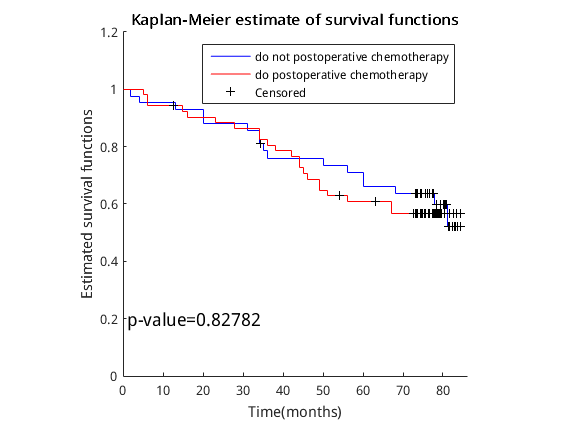 Kaplan-Meier estimate of survival functions
1.2
do not postoperative chemotherapy
do postoperative chemotherapy
Censored
1
0.8
0.6
0.4
0.2
0
Estimated survival functions
p-value=0.82782
0 10 20 30 40 50 60 70 80
Time(months)